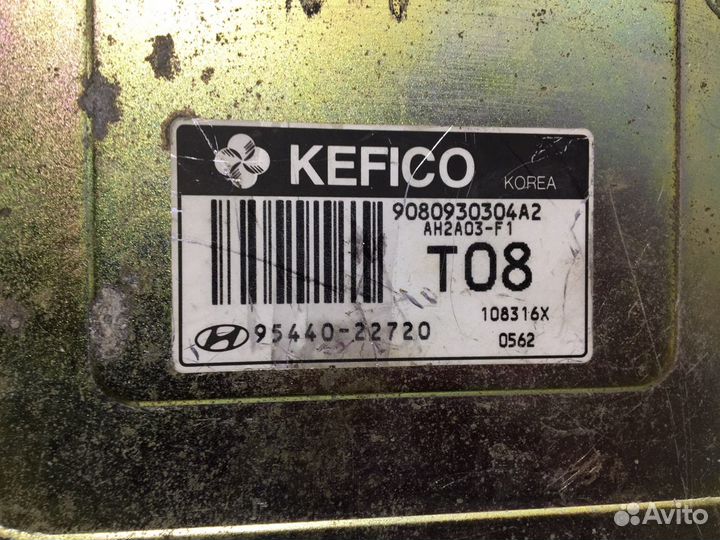 KEFICO KOREA
9080930304A2
AH2A03-F1
T08
108316X
95440-22720
0562
Avito